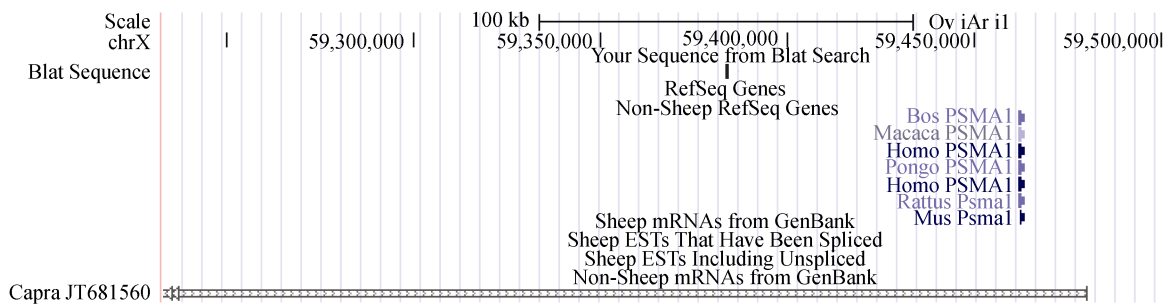 Scale 100 kb Ov iAr i1
chrX 59,300,000 59,350,000 59,400,000 59,450,000 59,500,000
Your Sequence from Blat Search
Blat Sequence
RefSeq Genes
Non-Sheep RefSeq Genes
Bos PSMA1
Macaca PSMA1
Homo PSMA1
Pongo PSMA1
Homo PSMA1
Rattus Psma1
Mus Psma1
Sheep mRNAs from GenBank
Sheep ESTs That Have Been Spliced
Sheep ESTs Including Unspliced
Non-Sheep mRNAs from GenBank
Capra JT681560